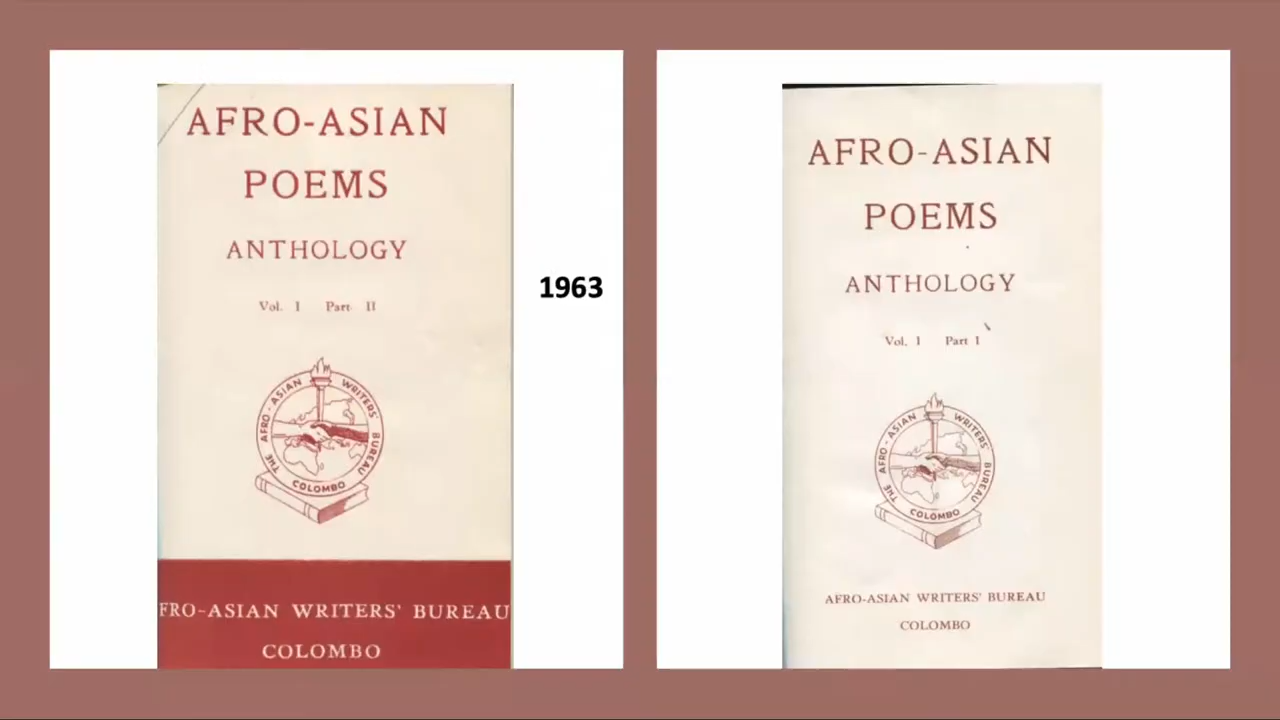 AFRO-ASIAN
POEMS
ANTHOLOGY
Vol. I Part II
THE AFRO-ASIAN WRITERS' BUREAU
COLOMBO
FRO-ASIAN WRITERS' BUREAU
COLOMBO
1963
AFRO-ASIAN
POEMS
ANTHOLOGY
Vol. I Part I
THE AFRO-ASIAN WRITERS' BUREAU
COLOMBO
AFRO-ASIAN WRITERS' BUREAU
COLOMBO